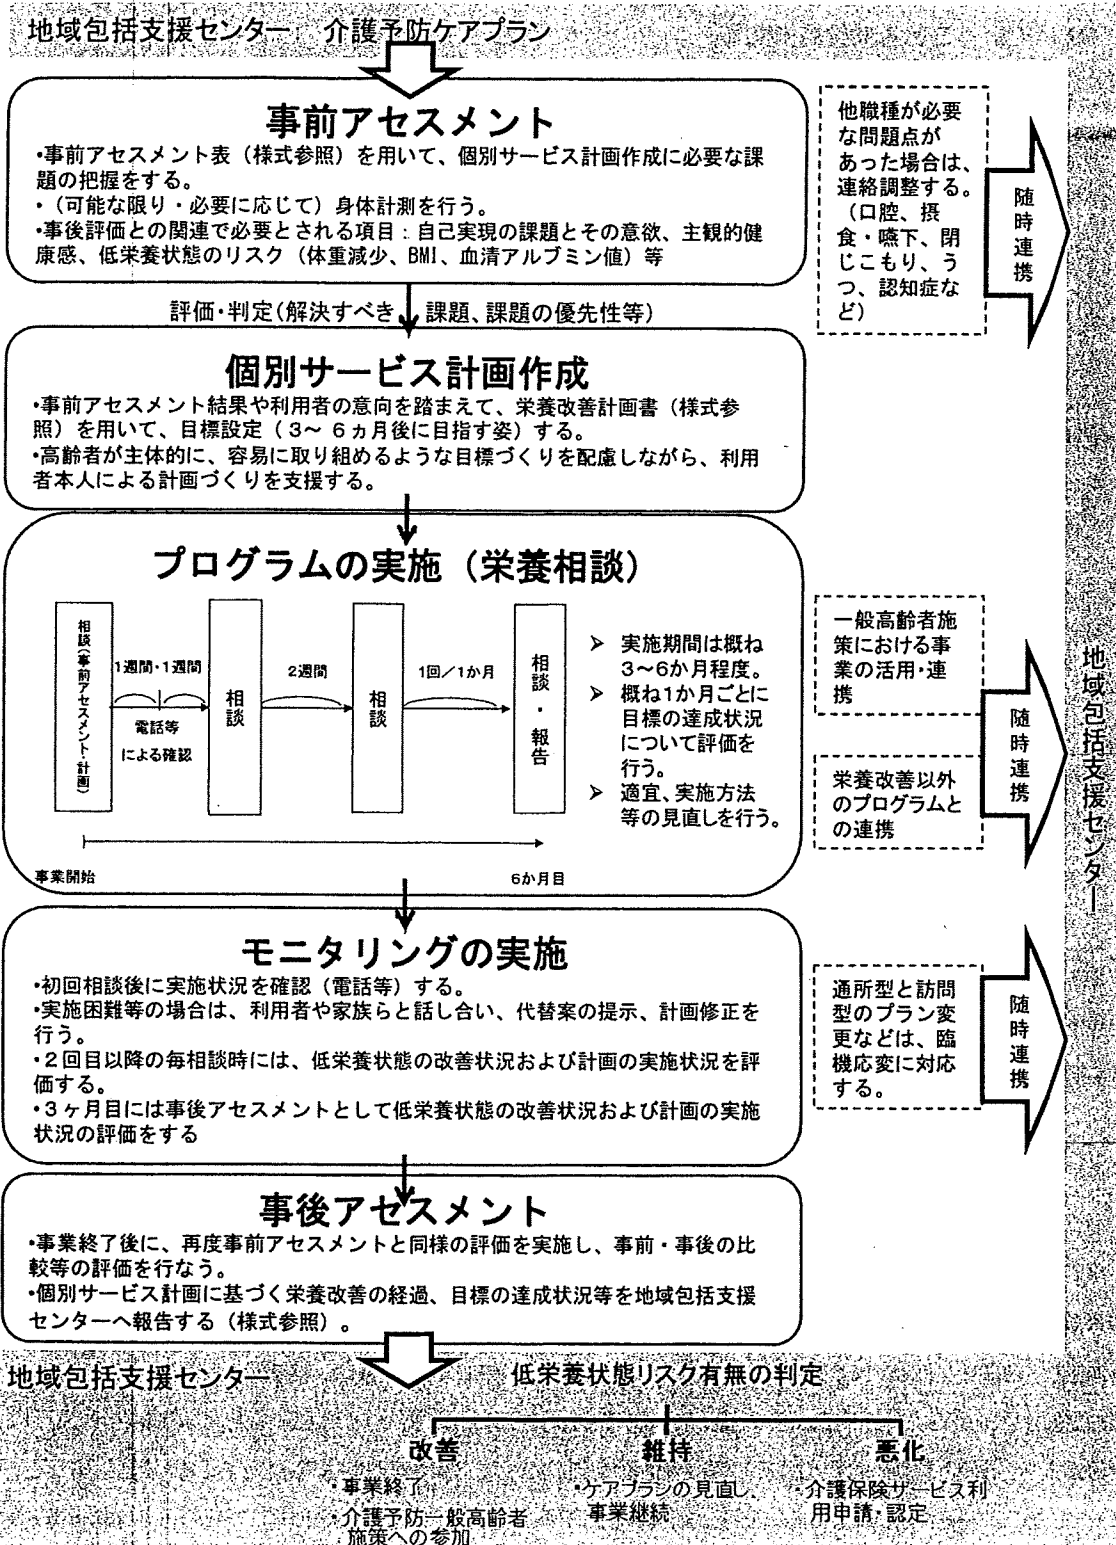 地域包括支援センター： 介護予防ケアプラン
事前アセスメント
・事前アセスメント表（様式参照）を用いて、個別サービス計画作成に必要な課
題の把握をする。
・（可能な限り・必要に応じて）身体計測を行う。
・事後評価との関連で必要とされる項目：自己実現の課題とその意欲、主観的健
康感、低栄養状態のリスク（体重減少、BMI、血清アルブミン値）等
他職種が必要
な問題点が
あった場合は、
連絡調整する。
（口腔、摂
食・嚥下、閉
じこもり、う
つ、認知症な
ど）
随時連携
評価・判定(解決すべき 課題、課題の優先性等)
個別サービス計画作成
・事前アセスメント結果や利用者の意向を踏まえて、栄養改善計画書（様式参
照）を用いて、目標設定（３～６ヵ月後に目指す姿）する。
・高齢者が主体的に、容易に取り組めるような目標づくりを配慮しながら、利用
者本人による計画づくりを支援する。
プログラムの実施（栄養相談）
相談（事前アセスメント・計画）
1週間・1週間
電話等
による確認
相談
2週間
相談
1回／1か月
相談・報告
➢ 実施期間は概ね
3～6か月程度。
➢ 概ね1か月ごとに
目標の達成状況
について評価を
行う。
➢ 適宜、実施方法
等の見直しを行う。
事業開始
6か月目
一般高齢者施
策における事
業の活用・連
携
栄養改善以外
のプログラムと
の連携
随時連携
地域包括支援センター
モニタリングの実施
・初回相談後に実施状況を確認（電話等）する。
・実施困難等の場合は、利用者や家族らと話し合い、代替案の提示、計画修正を
行う。
・２回目以降の毎相談時には、低栄養状態の改善状況および計画の実施状況を評
価する。
・３ヶ月目には事後アセスメントとして低栄養状態の改善状況および計画の実施
状況の評価をする
通所型と訪問
型のプラン変
更などは、臨
機応変に対応
する。
随時連携
事後アセスメント
・事業終了後に、再度事前アセスメントと同様の評価を実施し、事前・事後の比
較等の評価を行なう。
・個別サービス計画に基づく栄養改善の経過、目標の達成状況等を地域包括支援
センターへ報告する（様式参照）。
地域包括支援センター
低栄養状態リスク有無の判定
改善
・事業終了
・介護予防一般高齢者
施策への参加
維持
・ケアプランの見直し、
事業継続
悪化
・介護保険サービス利
用申請・認定